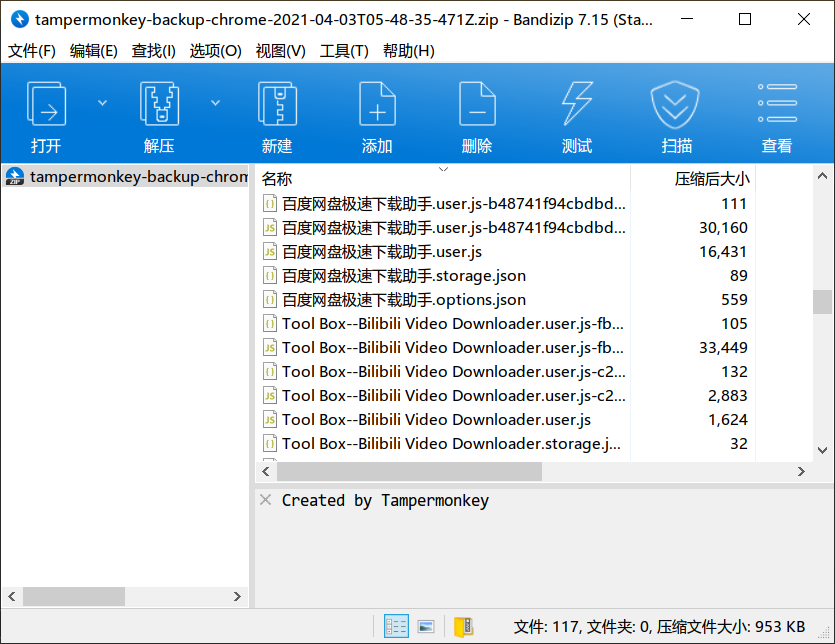 tampermonkey-backup-chrome-2021-04-03T05-48-35-471Z.zip - Bandizip 7.15 (Sta...
文件(F) 编辑(E) 查找(I) 选项(O) 视图(V) 工具(T) 帮助(H)
打开 解压 新建 添加 删除 测试 扫描 查看
ZIP tampermonkey-backup-chrom
名称 压缩后大小
百度网盘极速下载助手.user.js-b48741f94cbdbd... 111
JS 百度网盘极速下载助手.user.js-b48741f94cbdbd... 30,160
JS 百度网盘极速下载助手.user.js 16,431
百度网盘极速下载助手.storage.json 89
百度网盘极速下载助手.options.json 559
Tool Box--Bilibili Video Downloader.user.js-fb... 105
JS Tool Box--Bilibili Video Downloader.user.js-fb... 33,449
Tool Box--Bilibili Video Downloader.user.js-c2... 132
JS Tool Box--Bilibili Video Downloader.user.js-c2... 2,883
JS Tool Box--Bilibili Video Downloader.user.js 1,624
Tool Box--Bilibili Video Downloader.storage.j... 32
Created by Tampermonkey
文件: 117, 文件夹: 0, 压缩文件大小: 953 KB